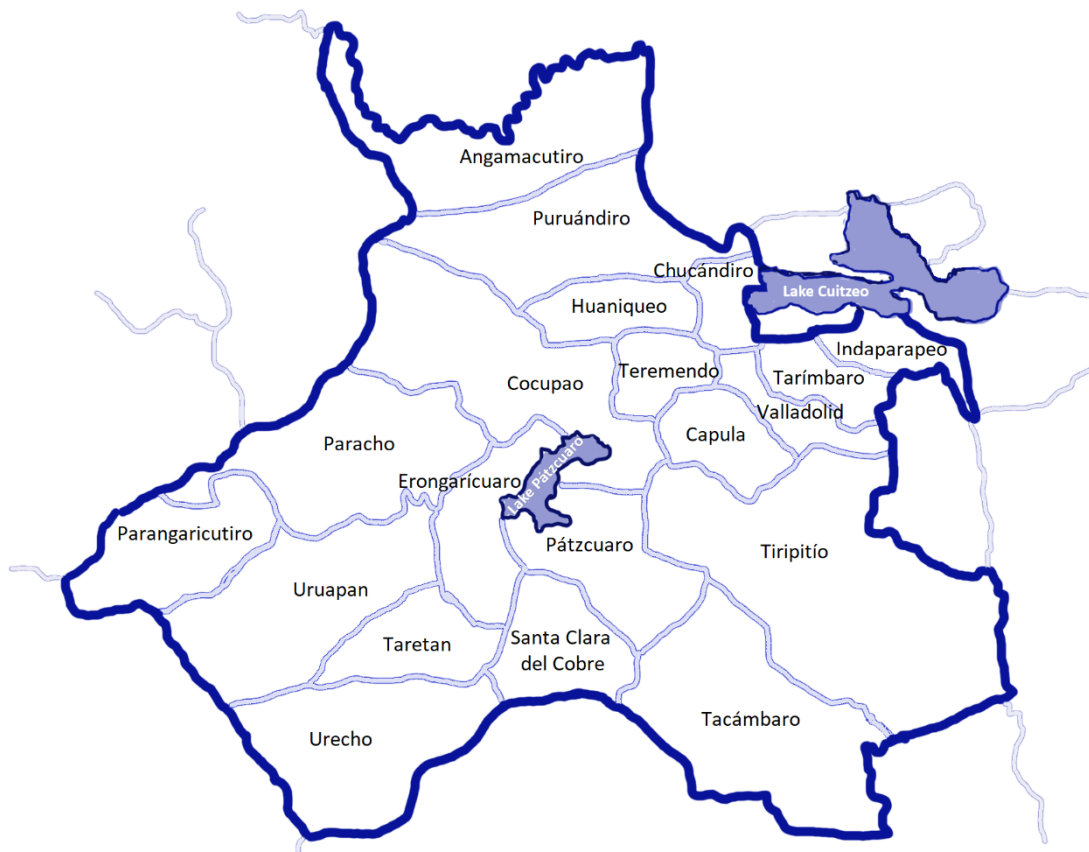 Angamacutiro
Puruándiro
Chucándiro
Lake Cuitzeo
Huaniqueo
Indaparapeo
Teremendo
Tarímbaro
Cocupao
Valladolid
Capula
Paracho
Erongarícuaro
Lake Pátzcuaro
Parangaricutiro
Pátzcuaro
Tiripitío
Uruapan
Taretan
Santa Clara
del Cobre
Tacámbaro
Urecho